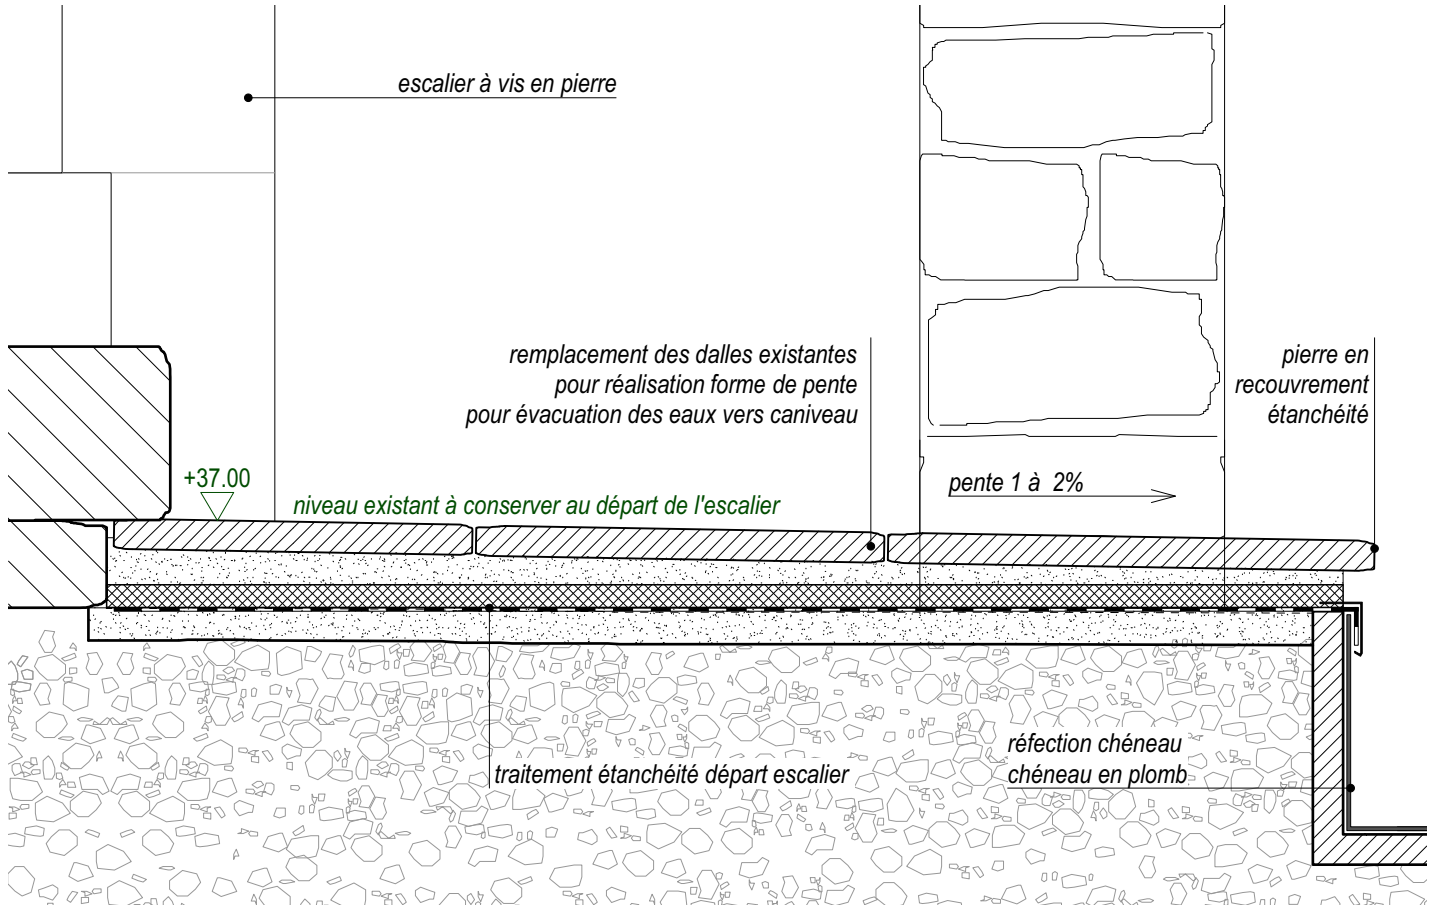 escalier à vis en pierre
remplacement des dalles existantes
pour réalisation forme de pente
pour évacuation des eaux vers caniveau
pierre en
recouvrement
étanchéité
+37.00
niveau existant à conserver au départ de l'escalier
pente 1 à 2%
réfection chéneau
chéneau en plomb
traitement étanchéité départ escalier